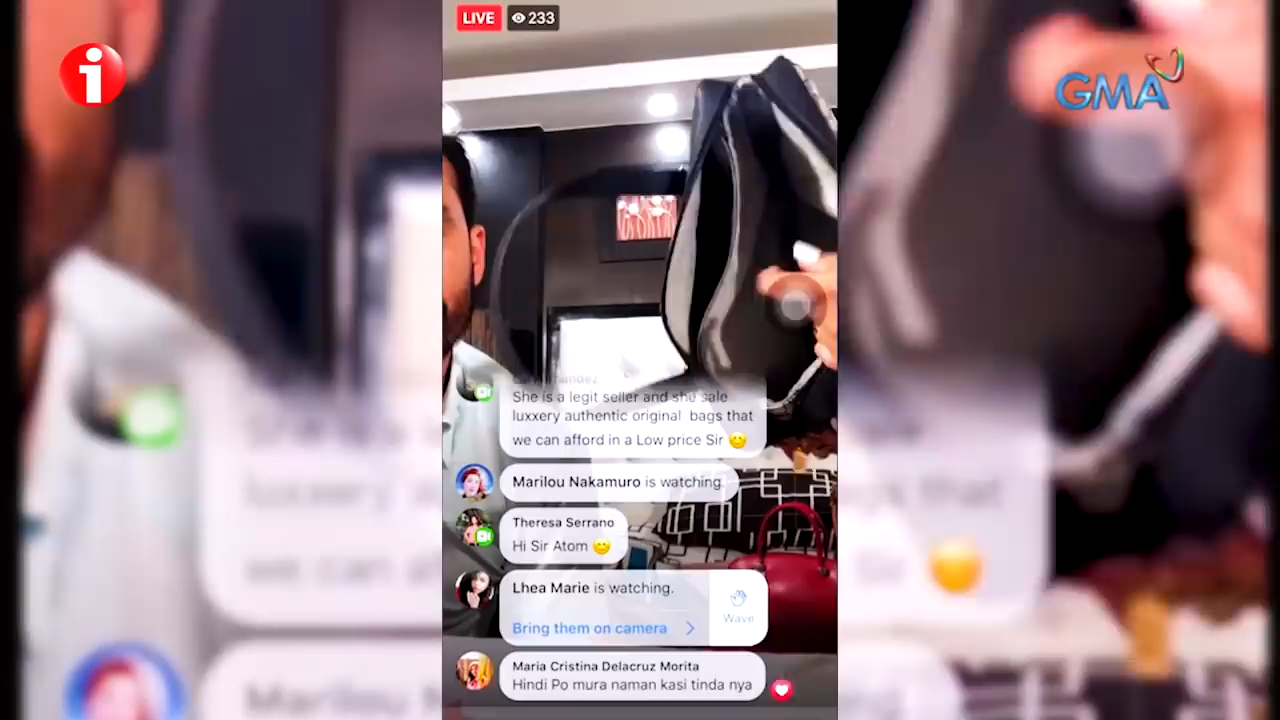 LIVE
233
i
GMA
She is a legit seller and she sale
luxxery authentic original bags that
we can afford in a Low price Sir 😊
Marilou Nakamuro is watching.
Theresa Serrano
Hi Sir Atom 😊
Lhea Marie is watching.
Wave
Bring them on camera
Maria Cristina Delacruz Morita
Hindi Po mura naman kasi tinda nya